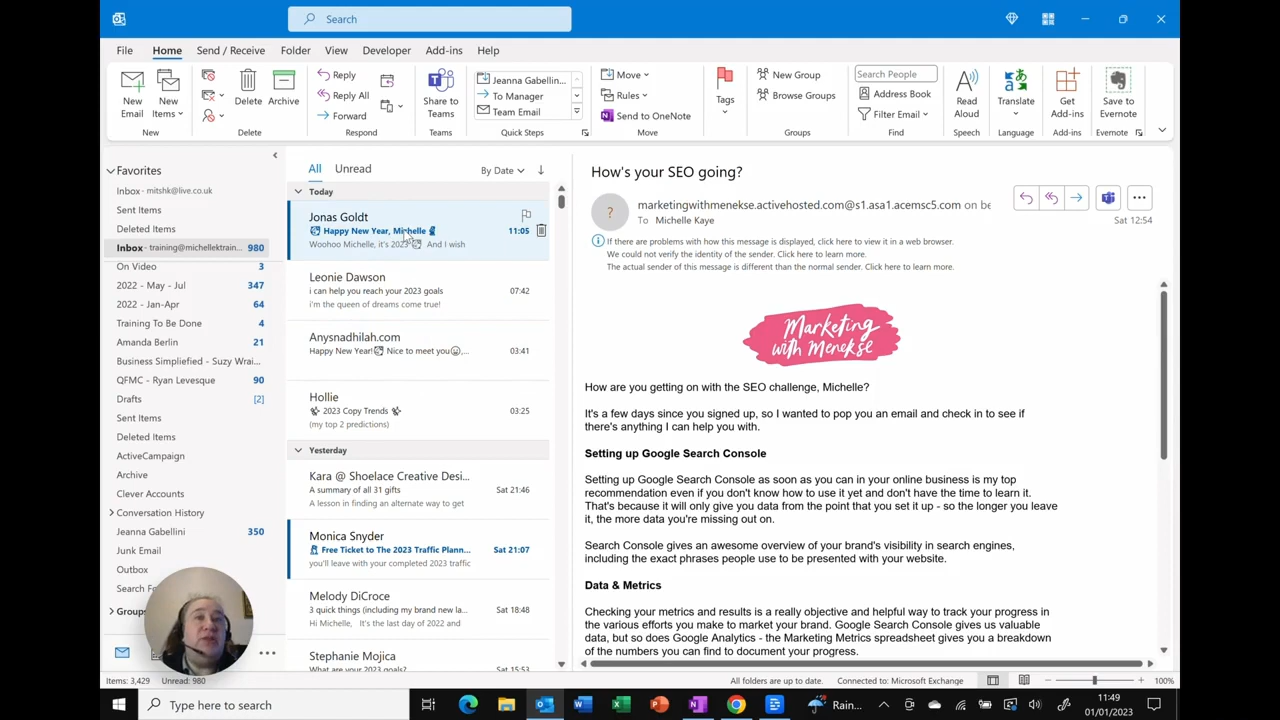 Search
File Home Send / Receive Folder View Developer Add-ins Help
New Email
New Items
New
Delete
Archive
Delete
Reply
Reply All
Forward
Respond
Share to Teams
Teams
Jeanna Gabellin...
To Manager
Team Email
Quick Steps
Move
Rules
Send to OneNote
Move
Tags
New Group
Browse Groups
Groups
Search People
Address Book
Filter Email
Find
Read Aloud
Speech
Translate
Language
Get Add-ins
Add-ins
Save to Evernote
Evernote
Favorites
Inbox - mitshk@live.co.uk
Sent Items
Deleted Items
Inbox - training@michellektrain... 980
On Video 3
2022 - May - Jul 347
2022 - Jan-Apr 64
Training To Be Done 4
Amanda Berlin 21
Business Simpliefied - Suzy Wrai...
QFMC - Ryan Levesque 90
Drafts [2]
Sent Items
Deleted Items
ActiveCampaign
Archive
Clever Accounts
Conversation History
Jeanna Gabellini 350
Junk Email
Outbox
Search Fo
Groups
All Unread By Date
Today
Jonas Goldt
Happy New Year, Michelle 11:05
Woohoo Michelle, it's 2023 And I wish
Leonie Dawson
i can help you reach your 2023 goals 07:42
i'm the queen of dreams come true!
Anysnadhilah.com
Happy New Year! Nice to meet you ,... 03:41
Hollie
2023 Copy Trends 03:25
(my top 2 predictions)
Yesterday
Kara @ Shoelace Creative Desi...
A summary of all 31 gifts Sat 21:46
A lesson in finding an alternate way to get
Monica Snyder
Free Ticket to The 2023 Traffic Plann... Sat 21:07
you'll leave with your completed 2023 traffic
Melody DiCroce
3 quick things (including my brand new la... Sat 18:48
Hi Michelle, It's the last day of 2022 and
Stephanie Mojica
What are your 2023 goals? Sat 15:53
How's your SEO going?
?
marketingwithmenekse.activehosted.com@s1.asa1.acemsc5.com on be
To Michelle Kaye
Sat 12:54
If there are problems with how this message is displayed, click here to view it in a web browser.
We could not verify the identity of the sender. Click here to learn more.
The actual sender of this message is different than the normal sender. Click here to learn more.
Marketing
with Menekse
How are you getting on with the SEO challenge, Michelle?
It's a few days since you signed up, so I wanted to pop you an email and check in to see if
there's anything I can help you with.
Setting up Google Search Console
Setting up Google Search Console as soon as you can in your online business is my top
recommendation even if you don't know how to use it yet and don't have the time to learn it.
That's because it will only give you data from the point that you set it up - so the longer you leave
it, the more data you're missing out on.
Search Console gives an awesome overview of your brand's visibility in search engines,
including the exact phrases people use to be presented with your website.
Data & Metrics
Checking your metrics and results is a really objective and helpful way to track your progress in
the various efforts you make to market your brand. Google Search Console gives us valuable
data, but so does Google Analytics - the Marketing Metrics spreadsheet gives you a breakdown
of the numbers you can find to document your progress.
Items: 3,429 Unread: 980 All folders are up to date. Connected to: Microsoft Exchange 100%
Type here to search
Rain...
11:49
01/01/2023